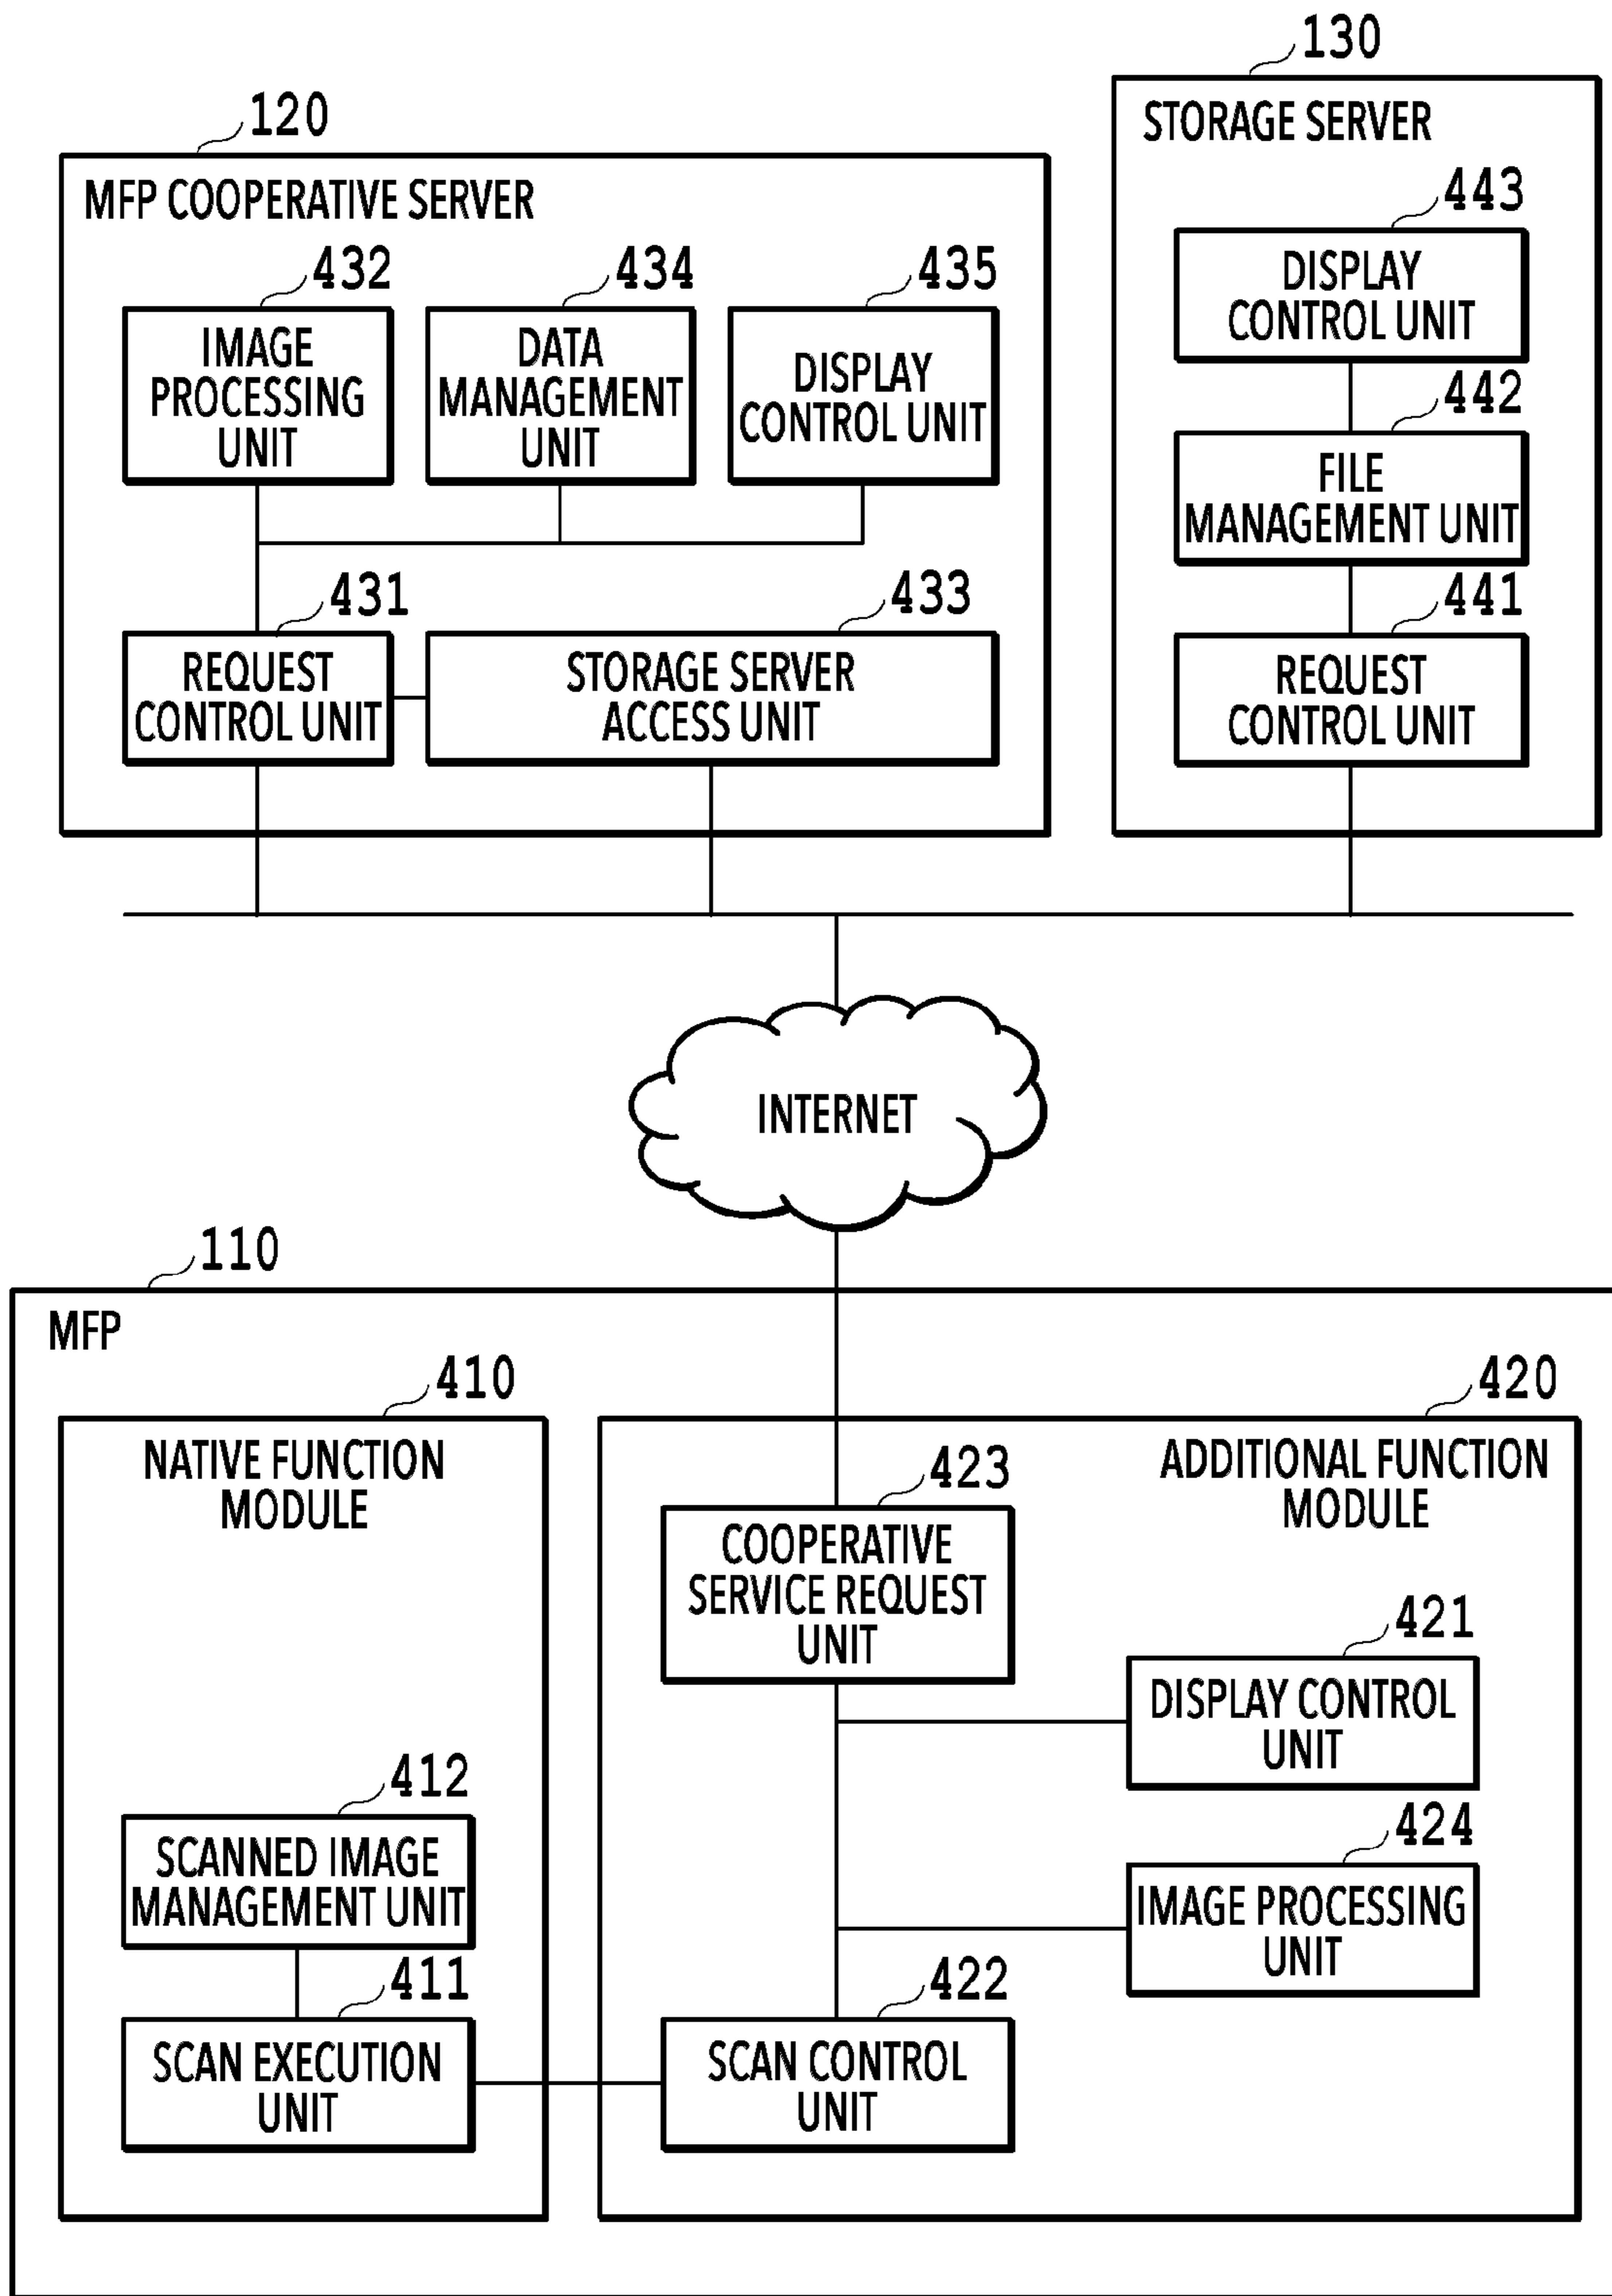 130
STORAGE SERVER
443
DISPLAY
CONTROL UNIT
442
FILE
MANAGEMENT UNIT
441
REQUEST
CONTROL UNIT
120
MFP COOPERATIVE SERVER
432
IMAGE
PROCESSING
UNIT
434
DATA
MANAGEMENT
UNIT
435
DISPLAY
CONTROL UNIT
431
REQUEST
CONTROL UNIT
433
STORAGE SERVER
ACCESS UNIT
INTERNET
110
MFP
410
NATIVE FUNCTION
MODULE
412
SCANNED IMAGE
MANAGEMENT UNIT
411
SCAN EXECUTION
UNIT
420
ADDITIONAL FUNCTION
MODULE
423
COOPERATIVE
SERVICE REQUEST
UNIT
421
DISPLAY CONTROL
UNIT
424
IMAGE PROCESSING
UNIT
422
SCAN CONTROL
UNIT